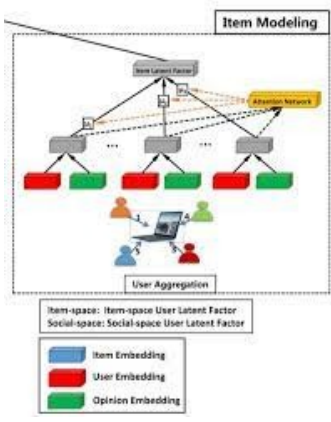 Item Modeling
Item Latent Factor
Attention Network
... ...
User Aggregation
Item-space: Item-space User Latent Factor
Social-space: Social-space User Latent Factor
Item Embedding
User Embedding
Opinion Embedding